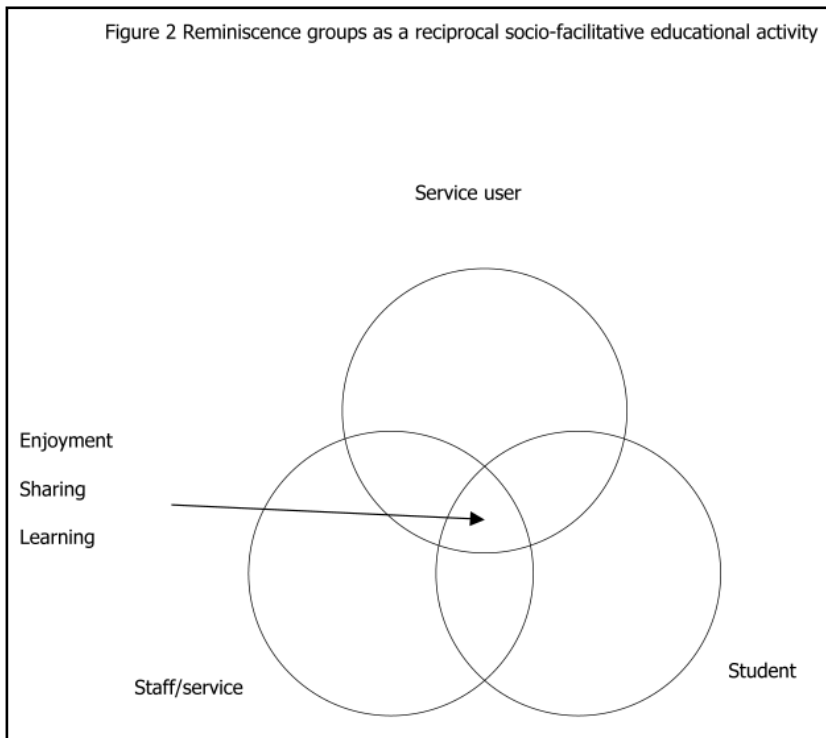 Figure 2 Reminiscence groups as a reciprocal socio-facilitative educational activity
Service user
Enjoyment
Sharing
Learning
Staff/service
Student